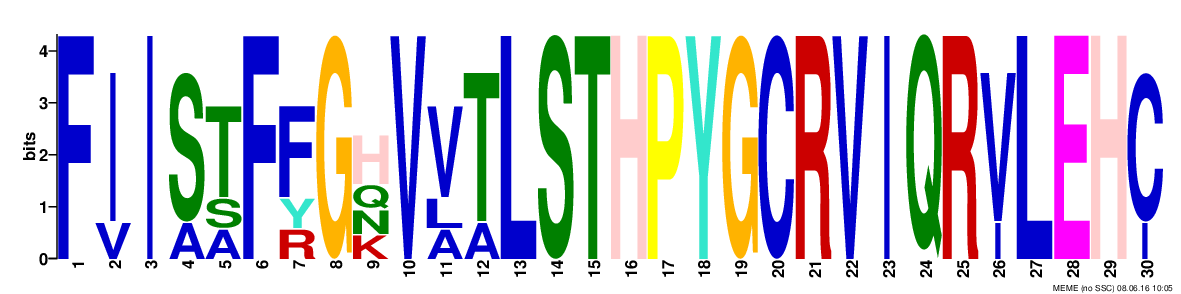 bits
4
3
2
1
0
F I I S T F F G H V V T L S T H P Y G C R V I Q R V L E H C
V A S Y Q L A I I
A R N A
K
1 2 3 4 5 6 7 8 9 10 11 12 13 14 15 16 17 18 19 20 21 22 23 24 25 26 27 28 29 30
MEME (no SSC) 08.06.16 10:05